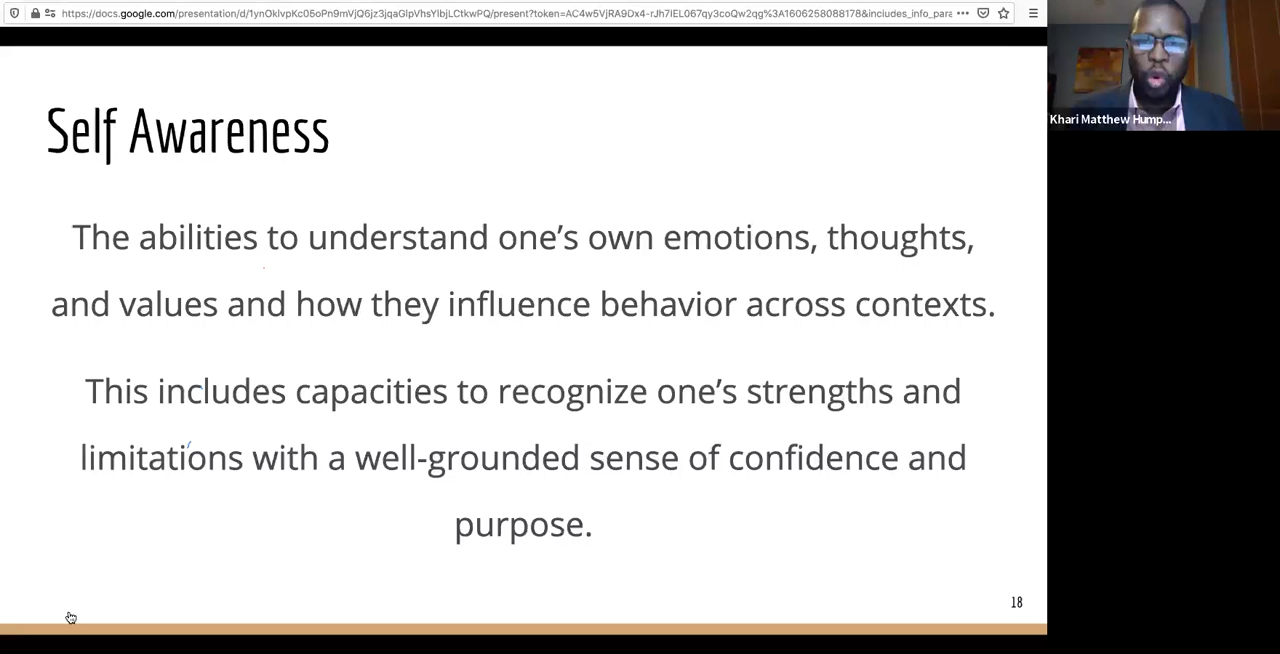 https://docs.google.com/presentation/d/1ynOklvpKc05oPn9mVjQ6jz3jqaGlpVhsYlbjLCtkwPQ/present?token=AC4w5VjRA9Dx4-rJh7IEL067qy3coQw2qg%3A1606258088178&includes_info_para
Khari Matthew Hump...
Self Awareness
The abilities to understand one’s own emotions, thoughts,
and values and how they influence behavior across contexts.
This includes capacities to recognize one’s strengths and
limitations with a well-grounded sense of confidence and
purpose.
18